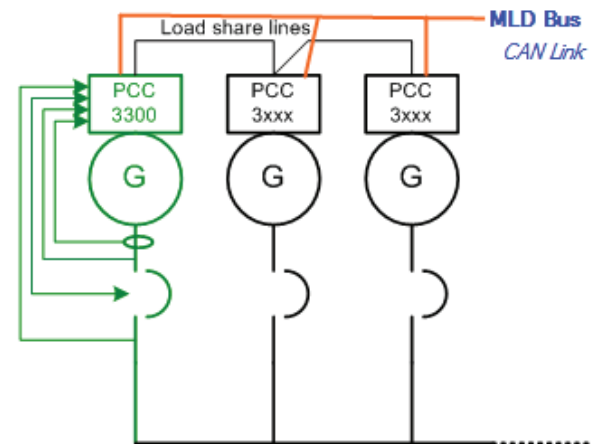 Load share lines
MLD Bus
CAN Link
PCC
3300
PCC
3xxx
PCC
3xxx
G
G
G